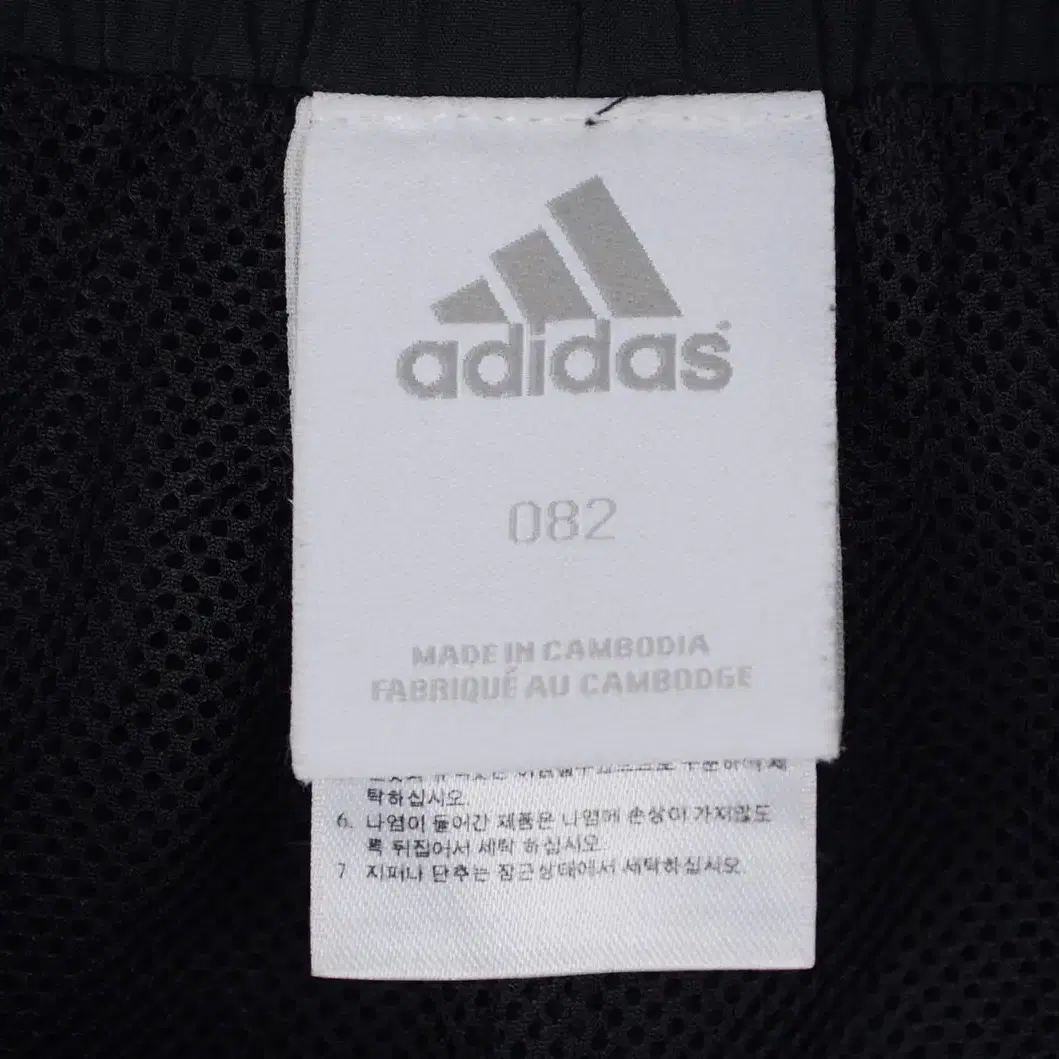 adidas
082
MADE IN CAMBODIA
FABRIQUÉ AU CAMBODGE
탁하십시오.
6. 나염이 들어간 제품은 나염에 손상이 가지않도
록 뒤집어서 세탁 하십시오.
7 지퍼나 단추는 잠근상태에서 세탁하십시오.